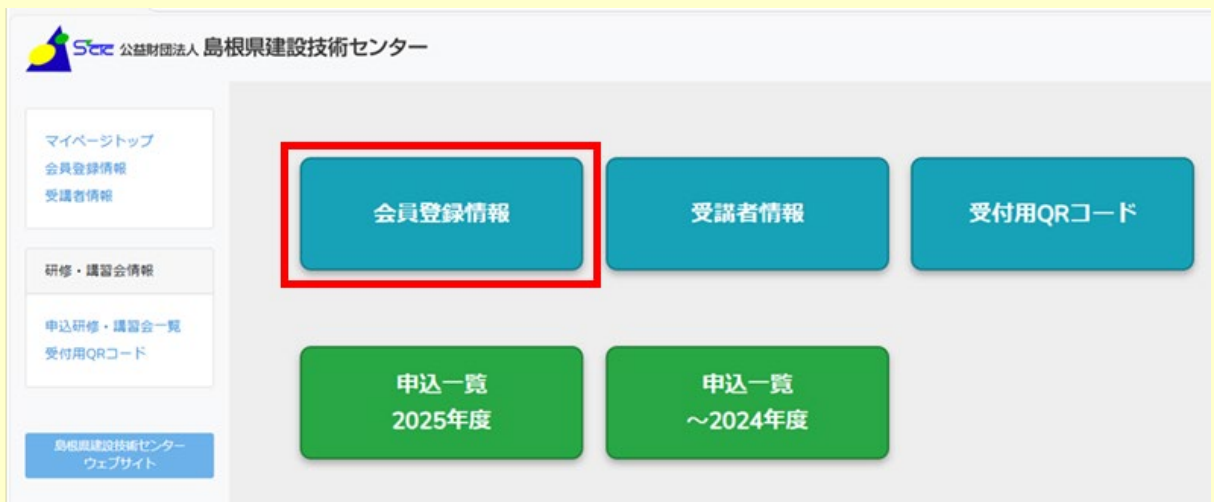 公益財団法人 島根県建設技術センター
マイページトップ
会員登録情報
受講者情報
研修・講習会情報
申込研修・講習会一覧
受付用QRコード
島根県建設技術センター
ウェブサイト
会員登録情報
受講者情報
受付用QRコード
申込一覧
2025年度
申込一覧
～2024年度